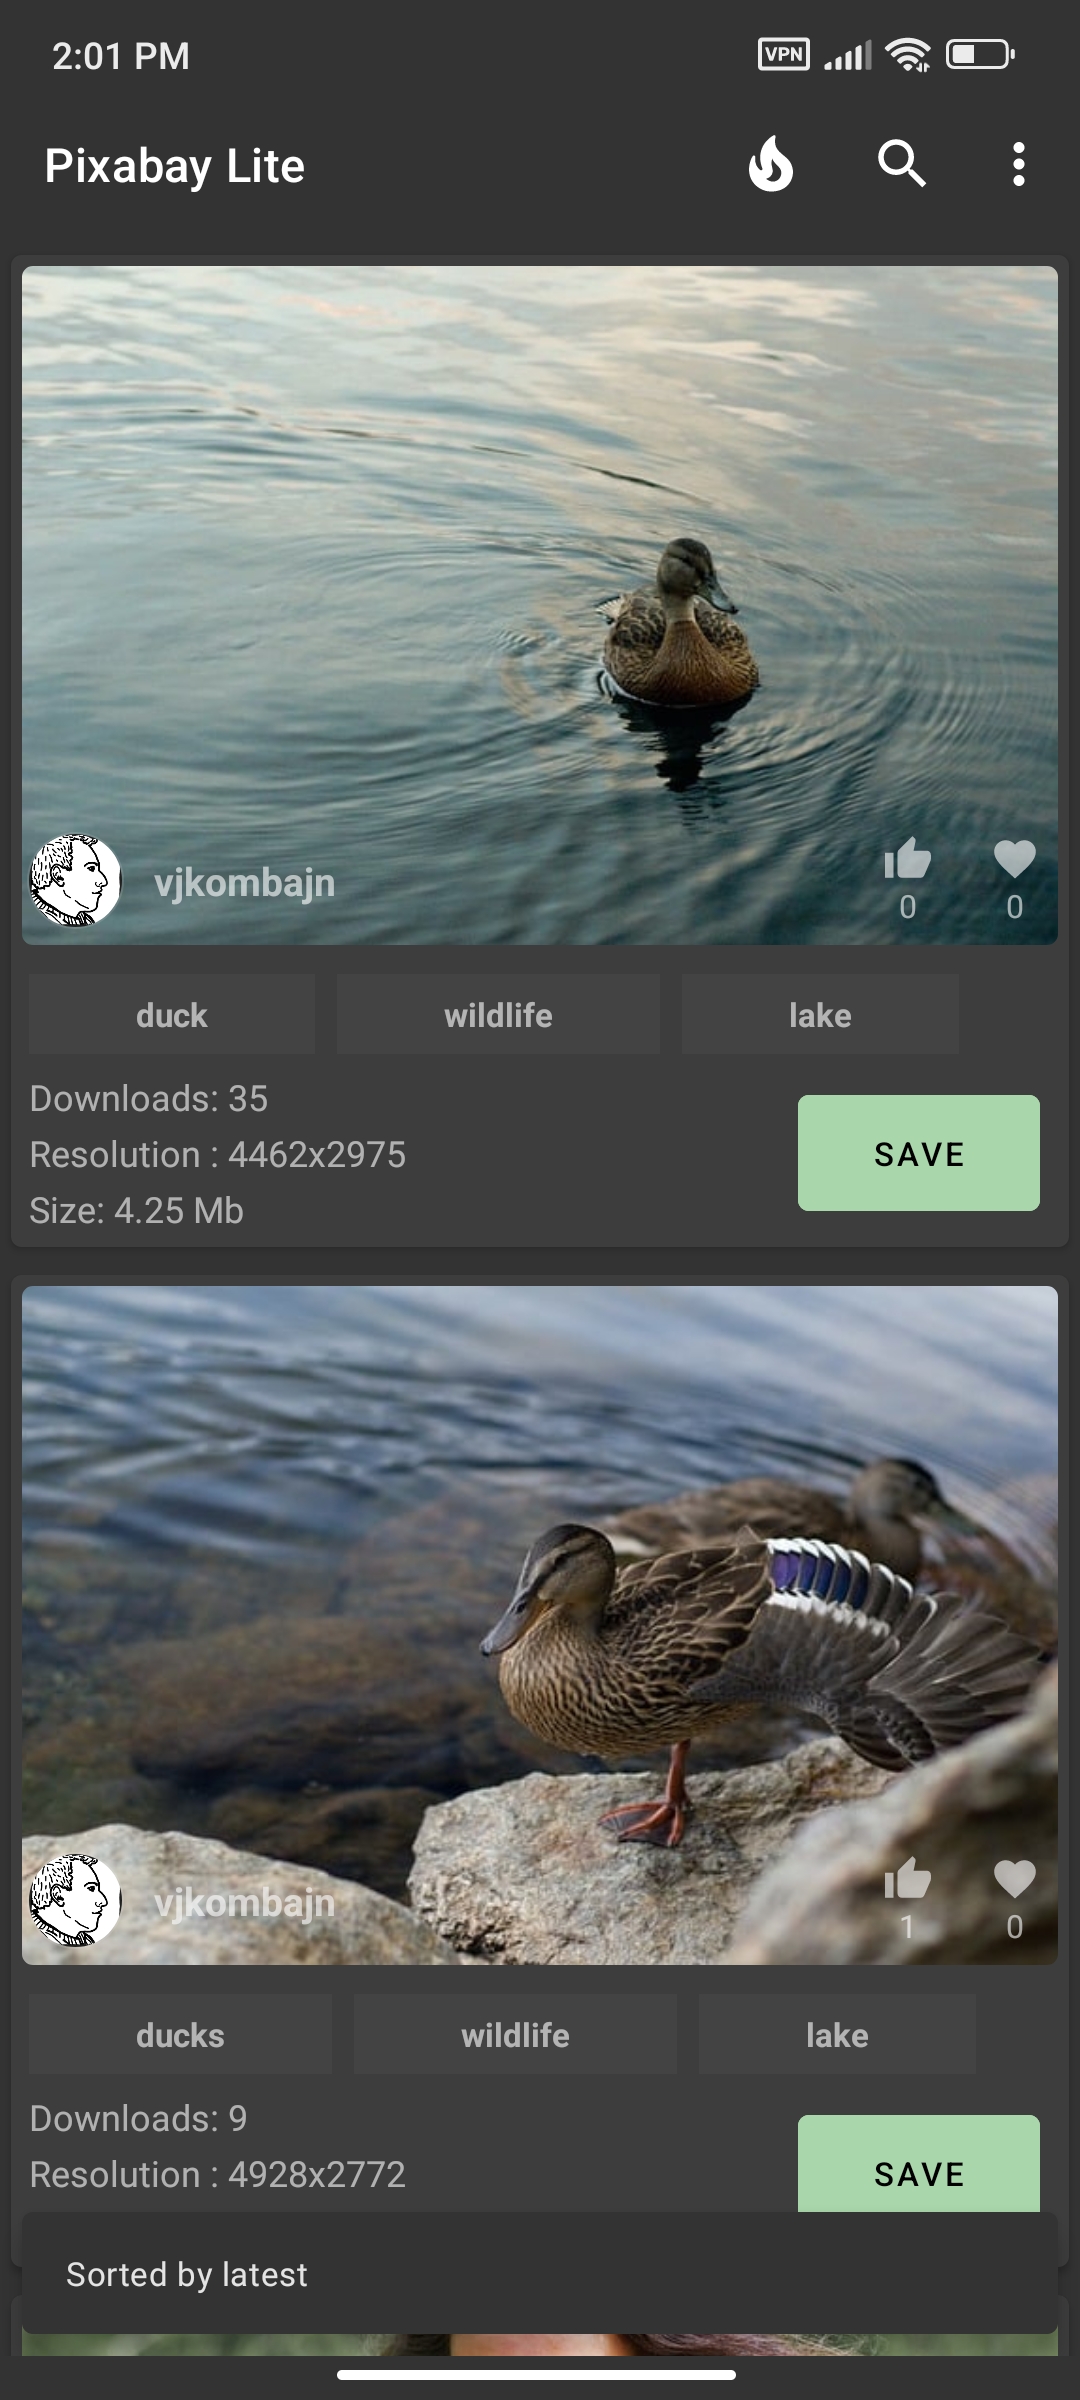 2:01 PM
VPN
Pixabay Lite
vjkombajn
0
0
duck
wildlife
lake
Downloads: 35
Resolution : 4462x2975
Size: 4.25 Mb
SAVE
vjkombajn
1
0
ducks
wildlife
lake
Downloads: 9
Resolution : 4928x2772
SAVE
Sorted by latest